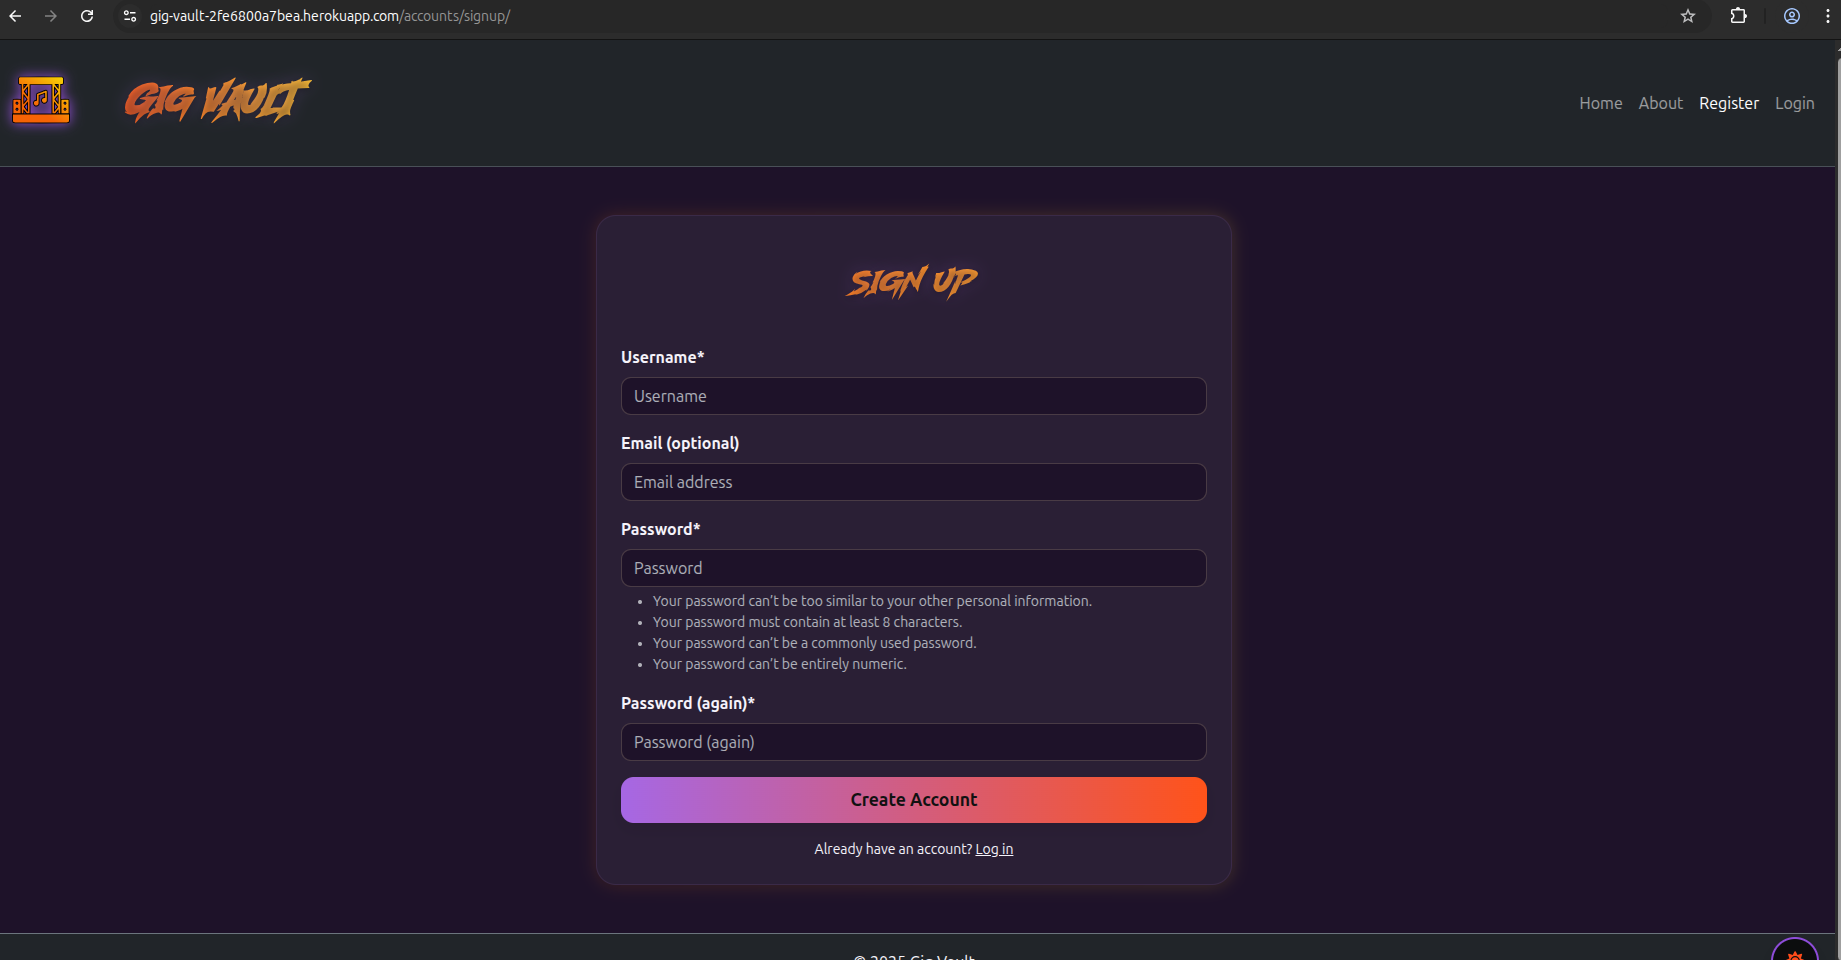 gig-vault-2fe6800a7bea.herokuapp.com/accounts/signup/
GIG VAULT
Home About Register Login
SIGN UP
Username*
Username
Email (optional)
Email address
Password*
Password
• Your password can’t be too similar to your other personal information.
• Your password must contain at least 8 characters.
• Your password can’t be a commonly used password.
• Your password can’t be entirely numeric.
Password (again)*
Password (again)
Create Account
Already have an account? Log in
© 2025 Gig Vault